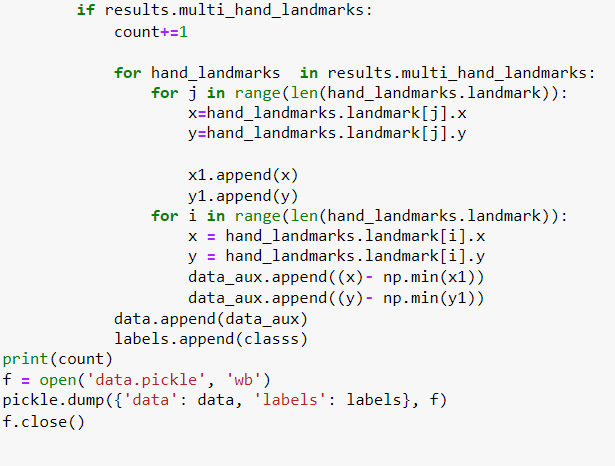 if results.multi_hand_landmarks:
count+=1
for hand_landmarks  in results.multi_hand_landmarks:
for j in range(len(hand_landmarks.landmark)):
x=hand_landmarks.landmark[j].x
y=hand_landmarks.landmark[j].y
x1.append(x)
y1.append(y)
for i in range(len(hand_landmarks.landmark)):
x = hand_landmarks.landmark[i].x
y = hand_landmarks.landmark[i].y
data_aux.append((x)- np.min(x1))
data_aux.append((y)- np.min(y1))
data.append(data_aux)
labels.append(classs)
print(count)
f = open('data.pickle', 'wb')
pickle.dump({'data': data, 'labels': labels}, f)
f.close()